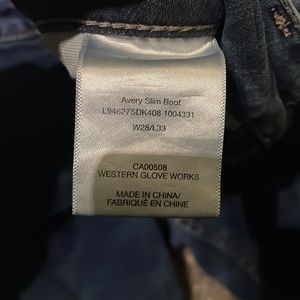 Avery Slim Boot
L94627SDK408 1004331
W28/L33
CA00508
WESTERN GLOVE WORKS
MADE IN CHINA/
FABRIQUÉ EN CHINE